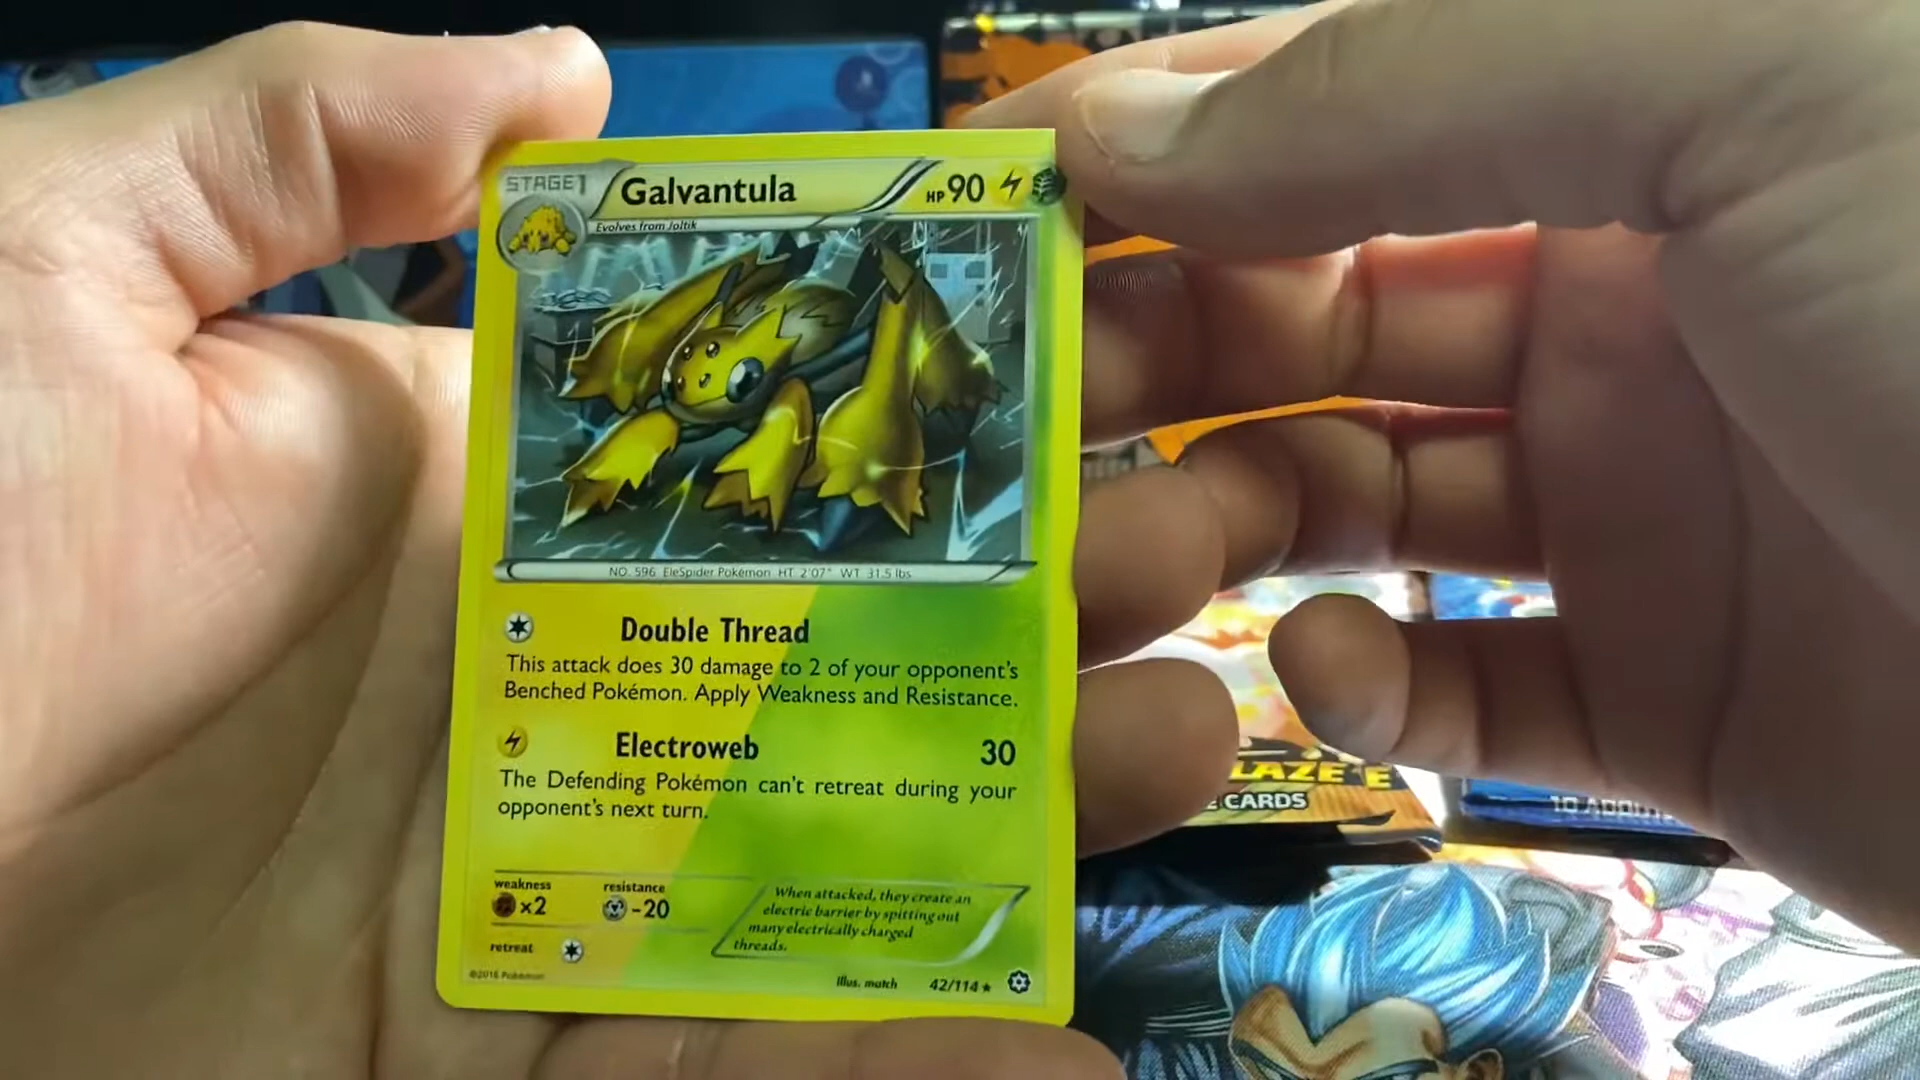 STAGE1
Galvantula
HP 90
Evolves from Joltik
NO. 596 EleSpider Pokémon HT 2'07" WT 31.5 lbs
Double Thread
This attack does 30 damage to 2 of your opponent's
Benched Pokémon. Apply Weakness and Resistance.
Electroweb 30
The Defending Pokémon can't retreat during your
opponent's next turn.
weakness
×2
resistance
-20
retreat
When attacked, they create an
electric barrier by spitting out
many electrically charged
threads.
©2016 Pokémon
Illus. match
42/114
CARDS